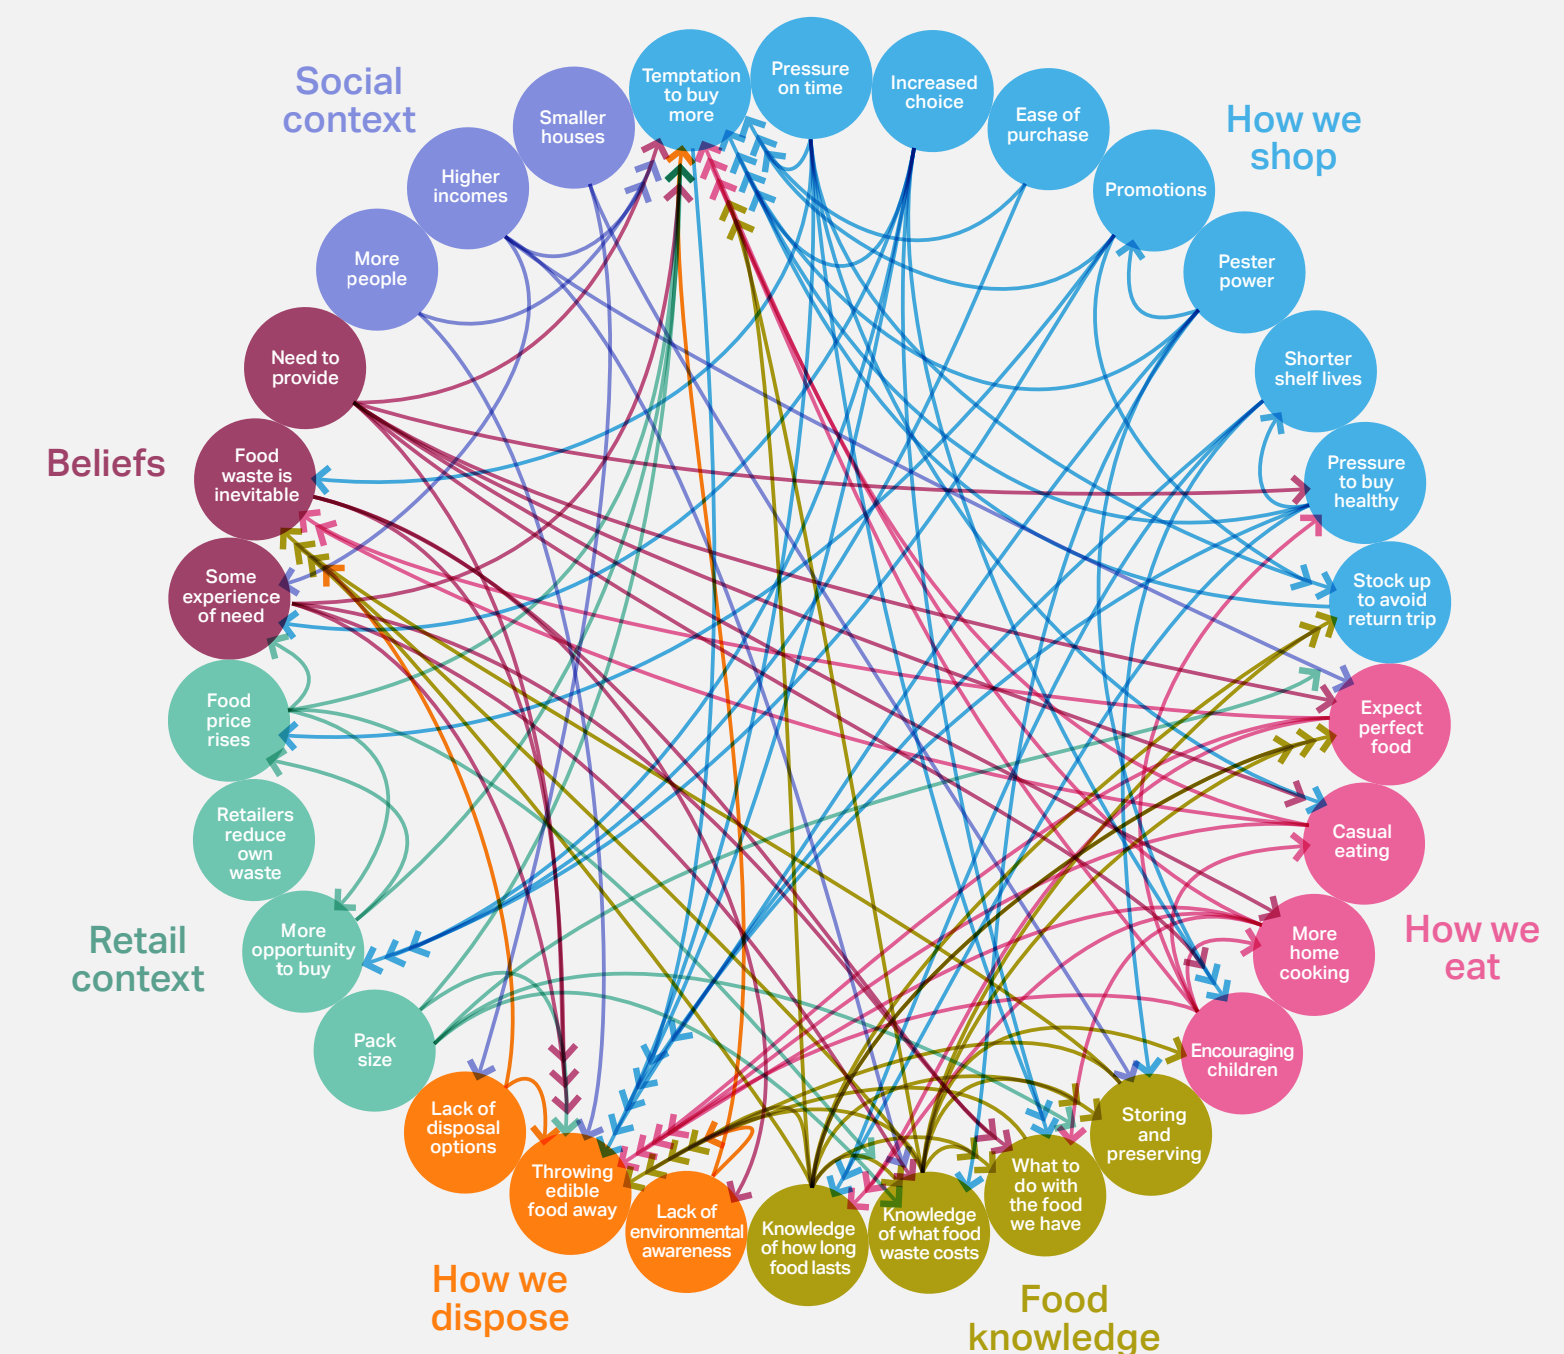 Social
context
Smaller
houses
Higher
incomes
More
people
Temptation
to buy
more
Pressure
on time
Increased
choice
Ease of
purchase
Promotions
Pester
power
Shorter
shelf lives
Pressure
to buy
healthy
Stock up
to avoid
return trip
How we
shop
Expect
perfect
food
Casual
eating
More
home
cooking
Encouraging
children
How we
eat
Storing
and
preserving
What to
do with
the food
we have
Knowledge
of what food
waste costs
Knowledge
of how long
food lasts
Food
knowledge
Lack of
environmental
awareness
Throwing
edible
food away
Lack of
disposal
options
How we
dispose
Pack
size
More
opportunity
to buy
Retailers
reduce
own
waste
Food
price
rises
Retail
context
Some
experience
of need
Food
waste is
inevitable
Need to
provide
Beliefs